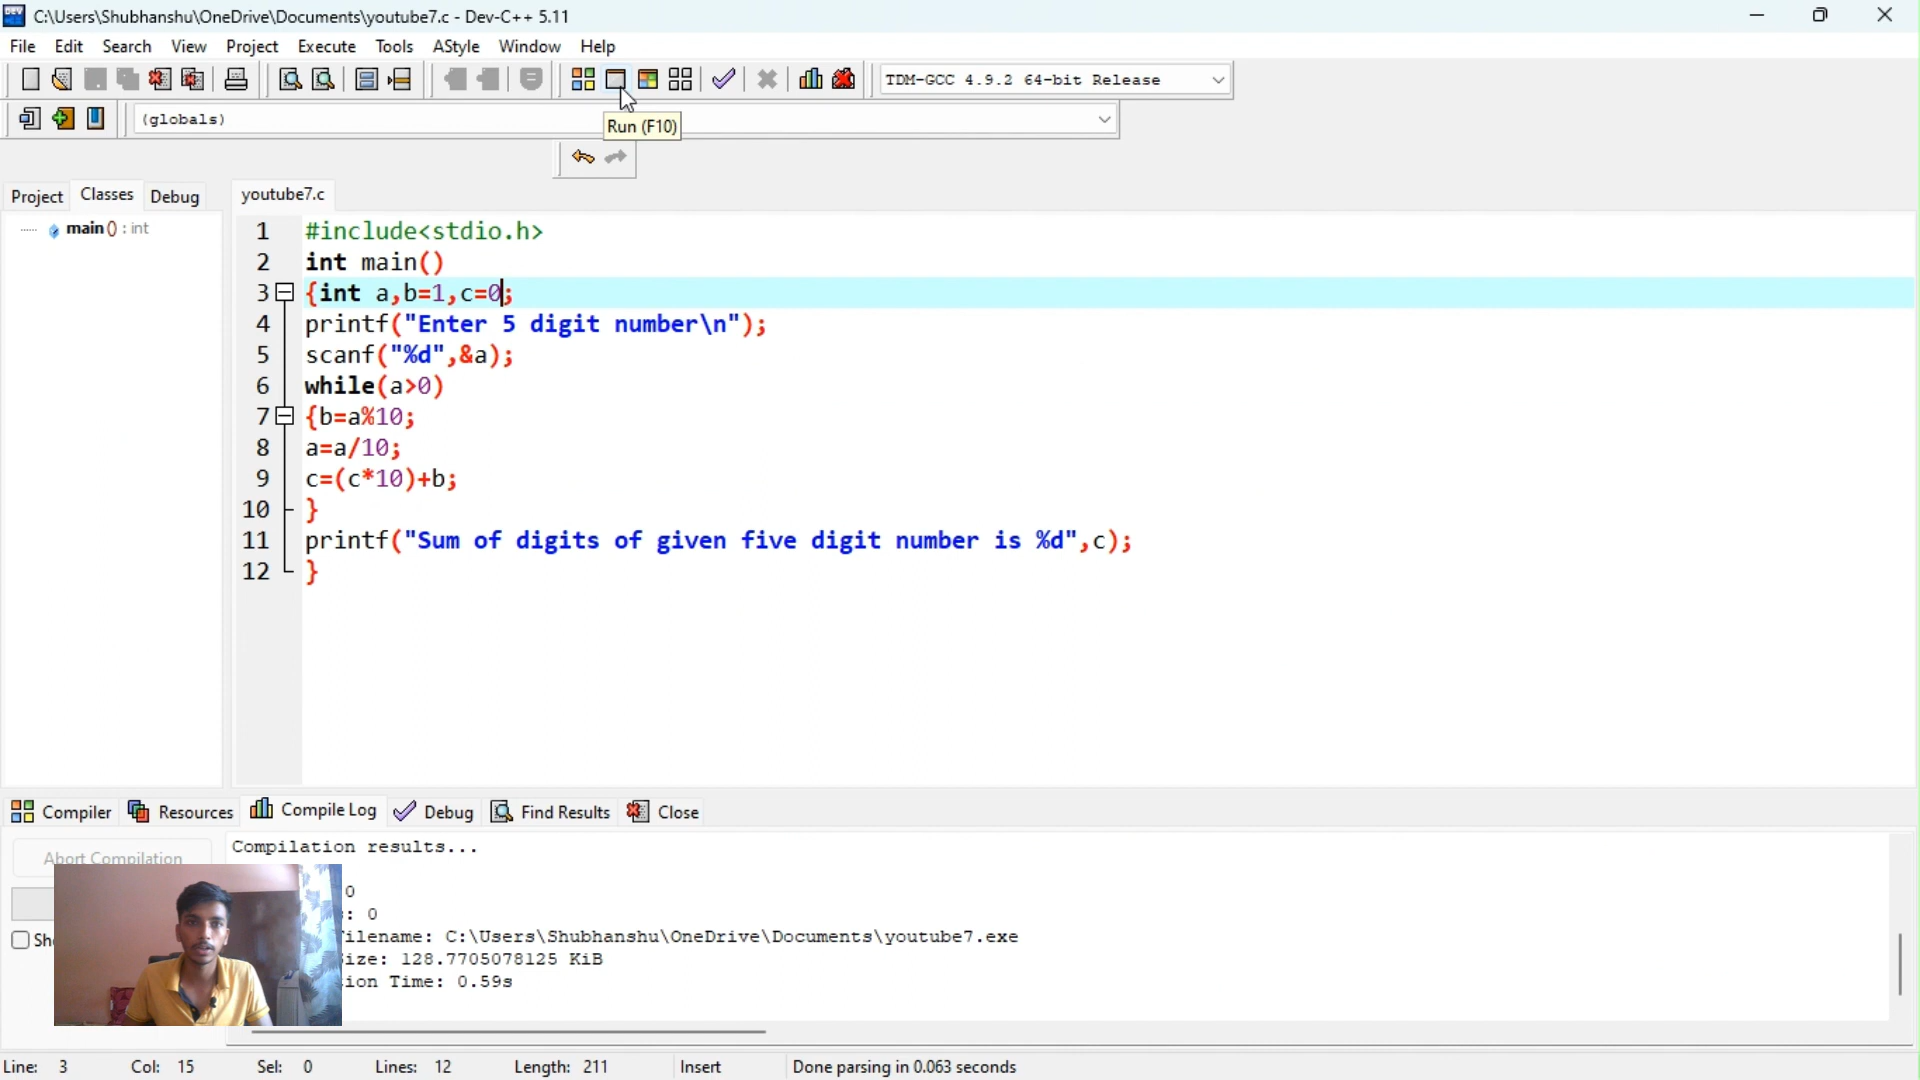 C:\Users\Shubhanshu\OneDrive\Documents\youtube7.c - Dev-C++ 5.11
File Edit Search View Project Execute Tools AStyle Window Help
TDM-GCC 4.9.2 64-bit Release
(globals)
Run (F10)
Project Classes Debug youtube7.c
main () : int
1 #include<stdio.h>
2 int main()
3 {int a,b=1,c=0;
4 printf("Enter 5 digit number\n");
5 scanf("%d",&a);
6 while(a>0)
7 {b=a%10;
8 a=a/10;
9 c=(c*10)+b;
10 }
11 printf("Sum of digits of given five digit number is %d",c);
12 }
Compiler Resources Compile Log Debug Find Results Close
Abort Compilation
Compilation results...
0
: 0
ilename: C:\Users\Shubhanshu\OneDrive\Documents\youtube7.exe
ize: 128.7705078125 KiB
ion Time: 0.59s
Line: 3 Col: 15 Sel: 0 Lines: 12 Length: 211 Insert Done parsing in 0.063 seconds